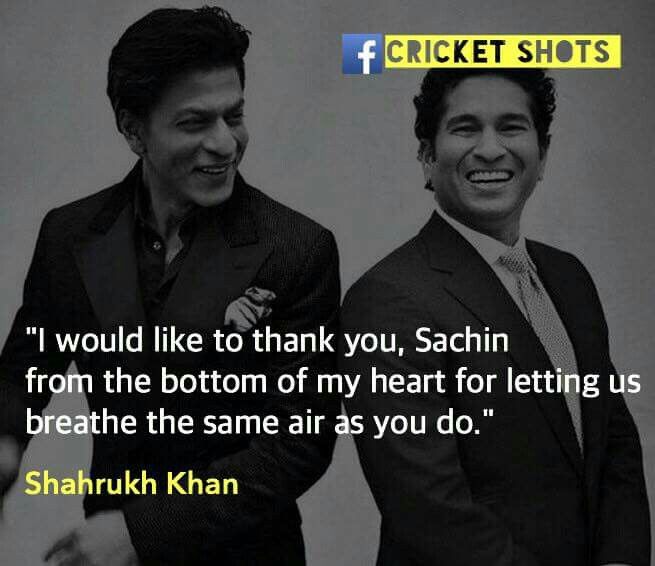 f CRICKET SHOTS
"I would like to thank you, Sachin
from the bottom of my heart for letting us
breathe the same air as you do."
Shahrukh Khan